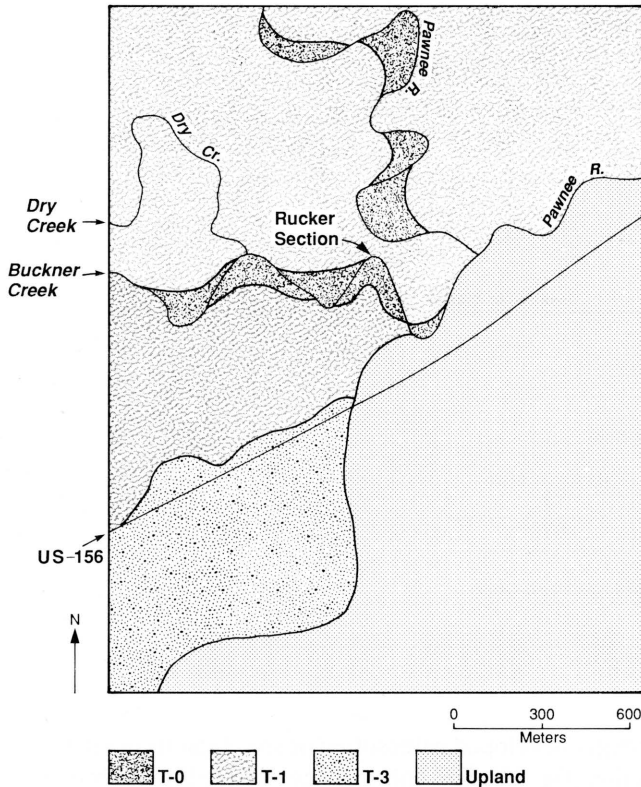 Pawnee R.
Dry Cr.
Pawnee R.
Dry
Creek
Rucker
Section
Buckner
Creek
US-156
N
0 300 600
Meters
T-0 T-1 T-3 Upland